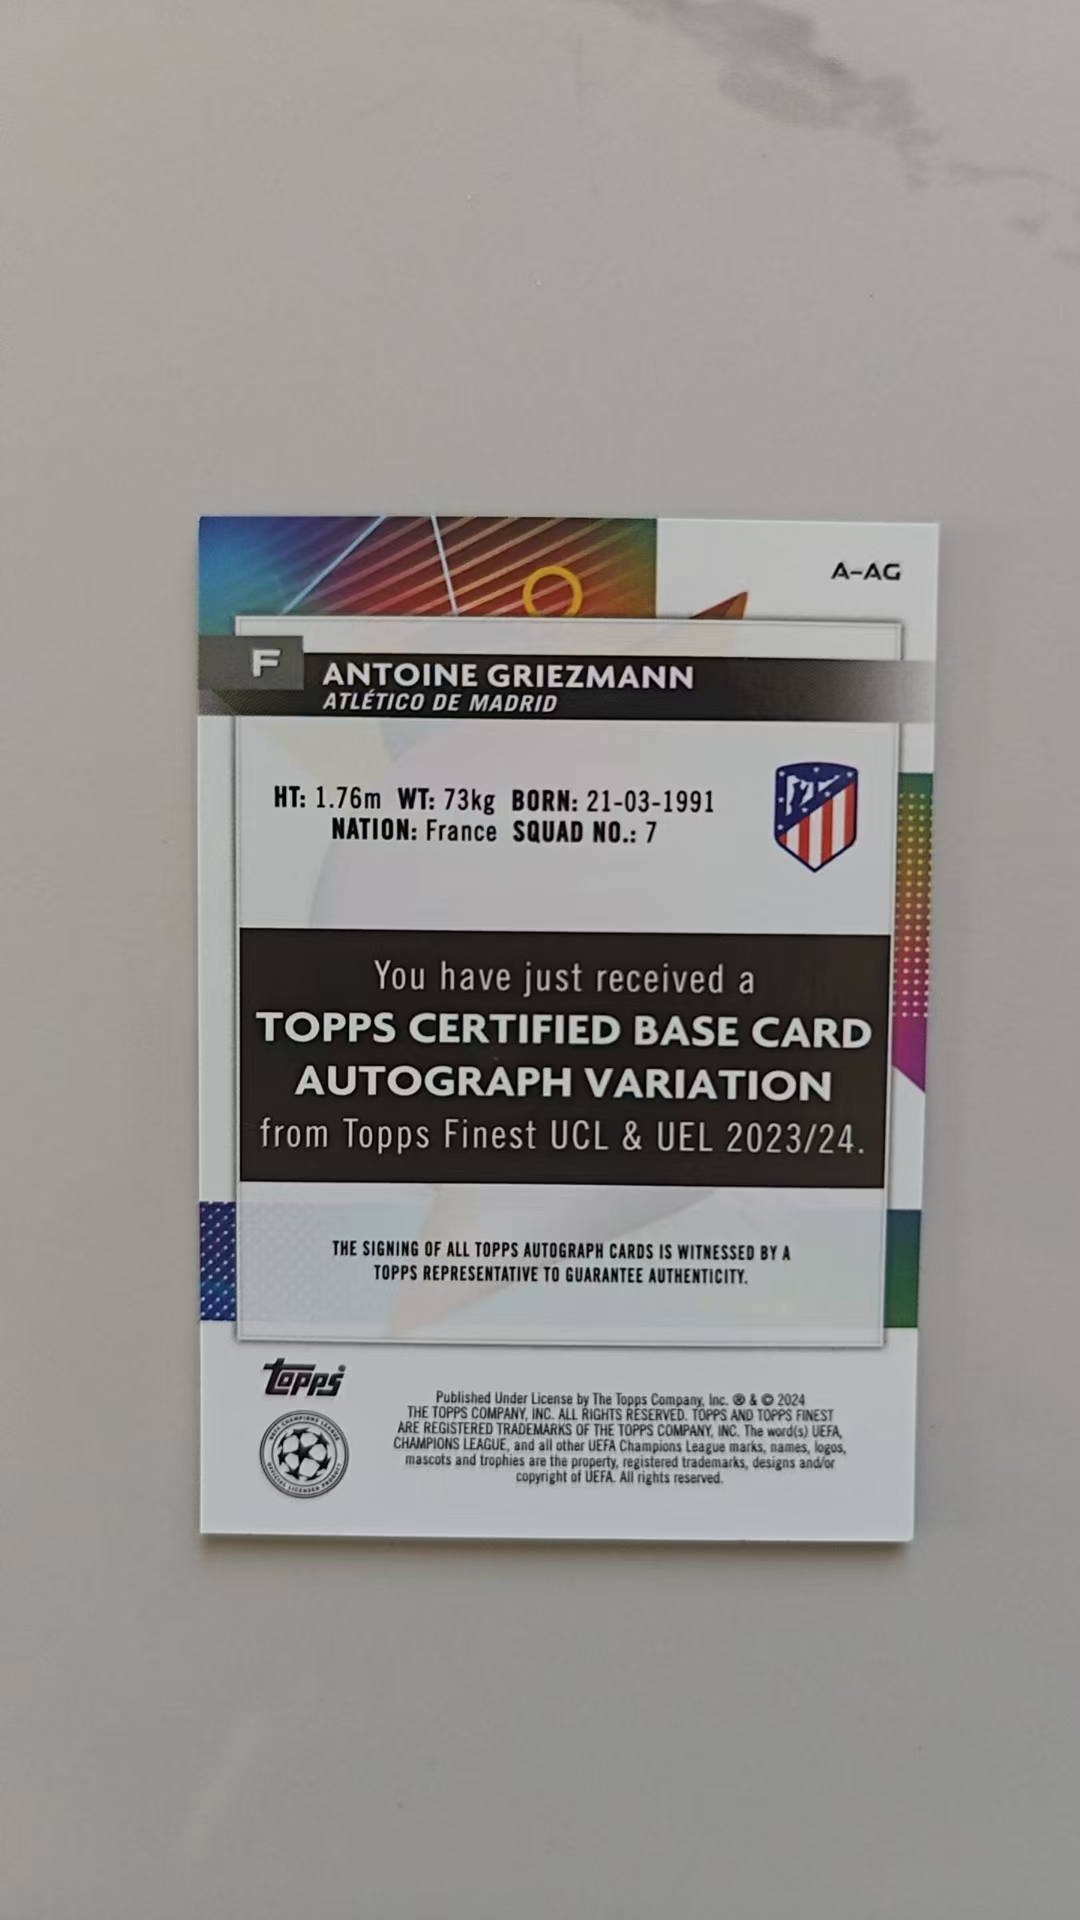 A-AG
F
ANTOINE GRIEZMANN
ATLÉTICO DE MADRID
HT: 1.76m WT: 73kg BORN: 21-03-1991
NATION: France SQUAD NO.: 7
You have just received a
TOPPS CERTIFIED BASE CARD
AUTOGRAPH VARIATION
from Topps Finest UCL & UEL 2023/24.
THE SIGNING OF ALL TOPPS AUTOGRAPH CARDS IS WITNESSED BY A
TOPPS REPRESENTATIVE TO GUARANTEE AUTHENTICITY.
topps®
CHAMPIONS LEAGUE
OFFICIAL LICENSED PRODUCT
Published Under License by The Topps Company, Inc. ® & © 2024
THE TOPPS COMPANY, INC. ALL RIGHTS RESERVED. TOPPS AND TOPPS FINEST
ARE REGISTERED TRADEMARKS OF THE TOPPS COMPANY, INC. The word(s) UEFA,
CHAMPIONS LEAGUE, and all other UEFA Champions League marks, names, logos,
mascots and trophies are the property, registered trademarks, designs and/or
copyright of UEFA. All rights reserved.